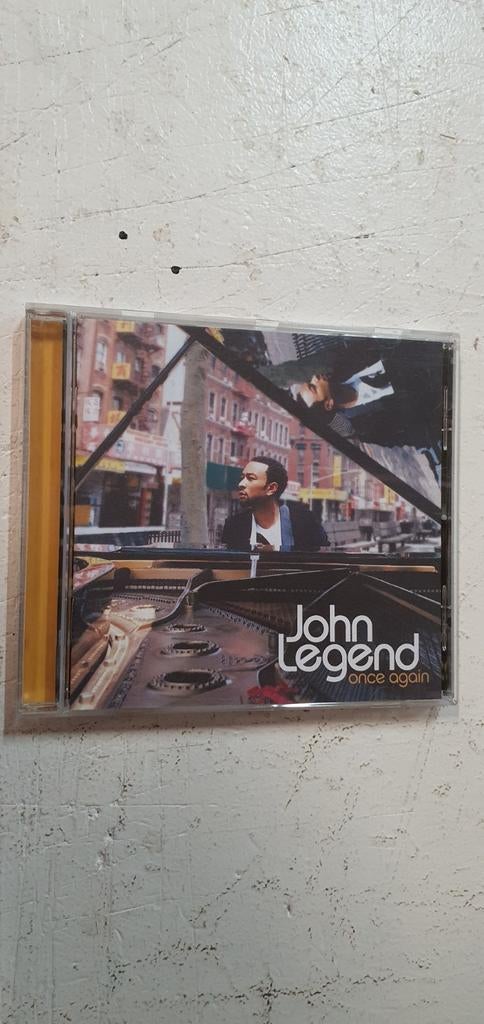 John
Legend
once again